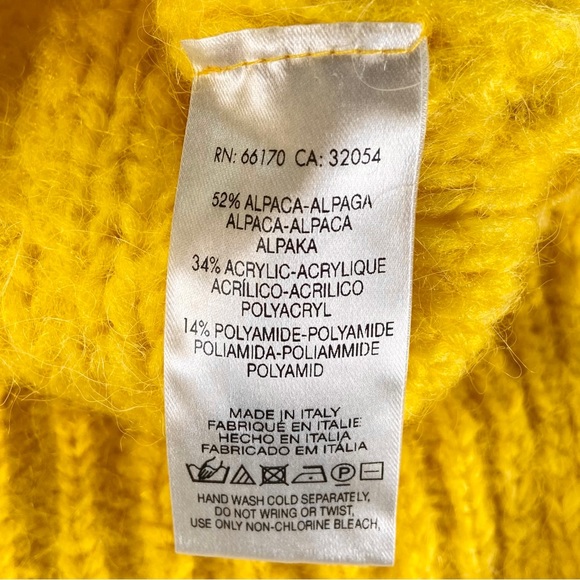 RN: 66170 CA: 32054
52% ALPACA-ALPAGA
ALPACA-ALPACA
ALPAKA
34% ACRYLIC-ACRYLIQUE
ACRÍLICO-ACRILICO
POLYACRYL
14% POLYAMIDE-POLYAMIDE
POLIAMIDA-POLIAMMIDE
POLYAMID
MADE IN ITALY
FABRIQUÉ EN ITALIE
HECHO EN ITALIA
FABRICADO EM ITÁLIA
P
HAND WASH COLD SEPARATELY,
DO NOT WRING OR TWIST,
USE ONLY NON-CHLORINE BLEACH,